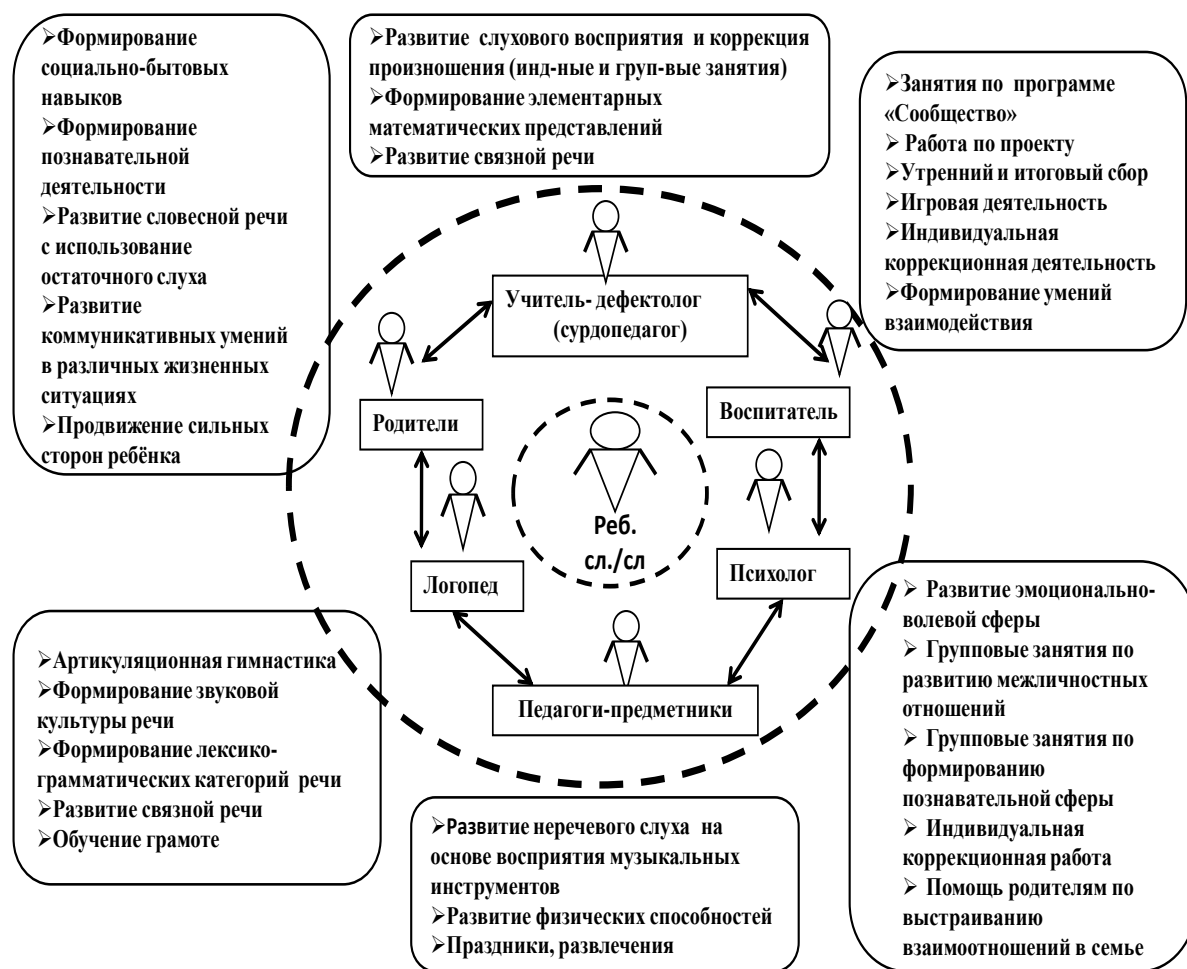 ➢Формирование
социально-бытовых
навыков
➢Формирование
познавательной
деятельности
➢Развитие словесной речи
с использование
остаточного слуха
➢Развитие
коммуникативных умений
в различных жизненных
ситуациях
➢Продвижение сильных
сторон ребёнка
➢Развитие слухового восприятия и коррекция
произношения (инд-ные и груп-вые занятия)
➢Формирование элементарных
математических представлений
➢Развитие связной речи
➢Занятия по программе
«Сообщество»
➢ Работа по проекту
➢Утренний и итоговый сбор
➢Игровая деятельность
➢Индивидуальная
коррекционная деятельность
➢Формирование умений
взаимодействия
Учитель- дефектолог
(сурдопедагог)
Родители
Воспитатель
Реб.
сл./сл
Логопед
Психолог
Педагоги-предметники
➢Артикуляционная гимнастика
➢Формирование звуковой
культуры речи
➢Формирование лексико-
грамматических категорий речи
➢Развитие связной речи
➢Обучение грамоте
➢Развитие неречевого слуха на
основе восприятия музыкальных
инструментов
➢Развитие физических способностей
➢Праздники, развлечения
➢ Развитие эмоционально-
волевой сферы
➢ Групповые занятия по
развитию межличностных
отношений
➢ Групповые занятия по
формированию
познавательной сферы
➢ Индивидуальная
коррекционная работа
➢ Помощь родителям по
выстраиванию
взаимоотношений в семье